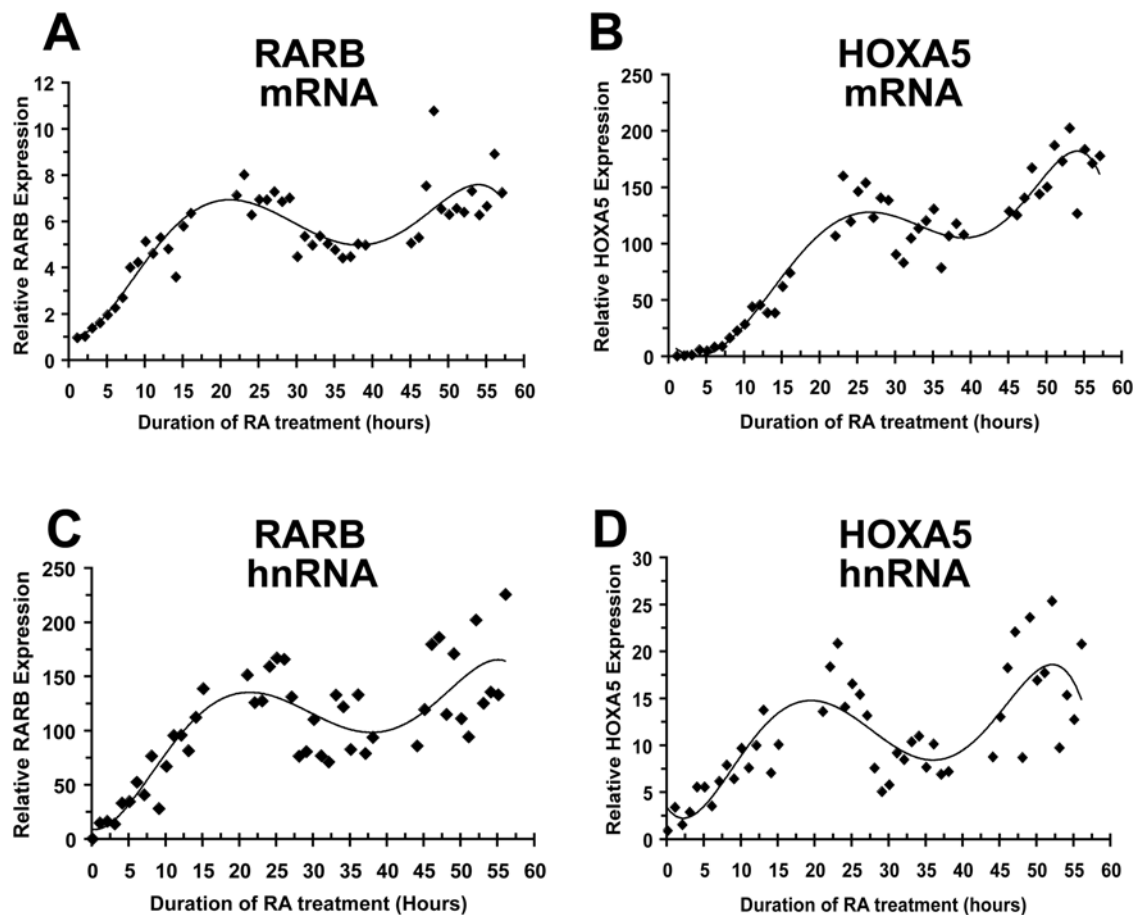 A
RARB
mRNA
Relative RARB Expression
12
10
8
6
4
2
0
0 5 10 15 20 25 30 35 40 45 50 55 60
Duration of RA treatment (hours)
B
HOXA5
mRNA
Relative HOXA5 Expression
250
200
150
100
50
0
0 5 10 15 20 25 30 35 40 45 50 55 60
Duration of RA treatment (hours)
C
RARB
hnRNA
Relative RARB Expression
250
200
150
100
50
0
0 5 10 15 20 25 30 35 40 45 50 55 60
Duration of RA treatment (Hours)
D
HOXA5
hnRNA
Relative HOXA5 Expression
30
25
20
15
10
5
0
0 5 10 15 20 25 30 35 40 45 50 55 60
Duration of RA treatment (hours)